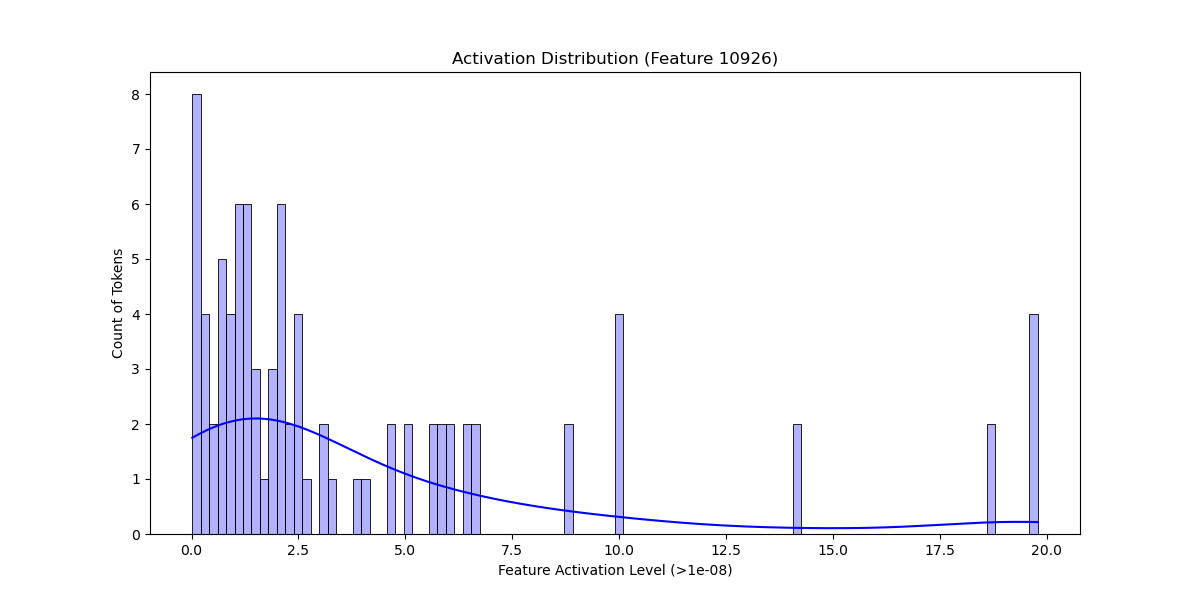 Activation Distribution (Feature 10926)
8
7
6
5
4
3
2
1
0
Count of Tokens
0.0 2.5 5.0 7.5 10.0 12.5 15.0 17.5 20.0
Feature Activation Level (>1e-08)